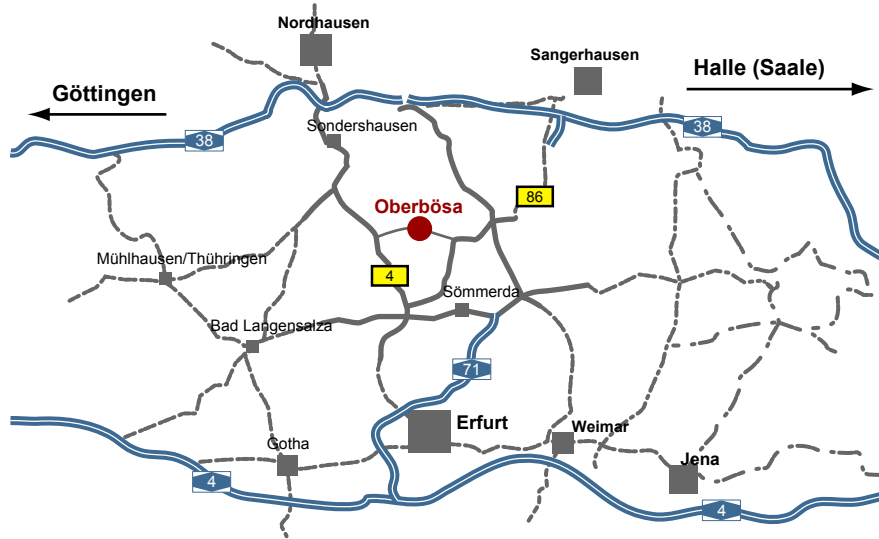 Nordhausen
Sangerhausen
Halle (Saale)
Göttingen
Sondershausen
38
38
86
Oberbösa
Mühlhausen/Thühringen
4
Sömmerda
Bad Langensalza
71
Erfurt
Weimar
Gotha
Jena
4
4